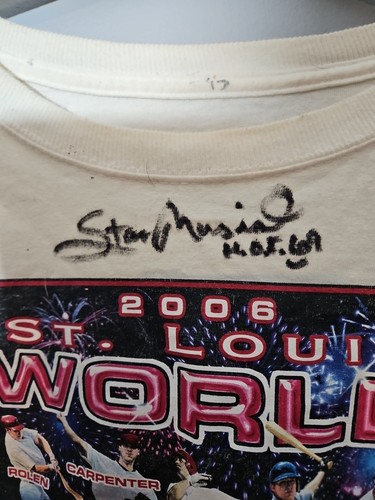 Stan Musial
H.O.F. 69
2006
ST. LOUI
WORL
ROLEN
CARPENTER